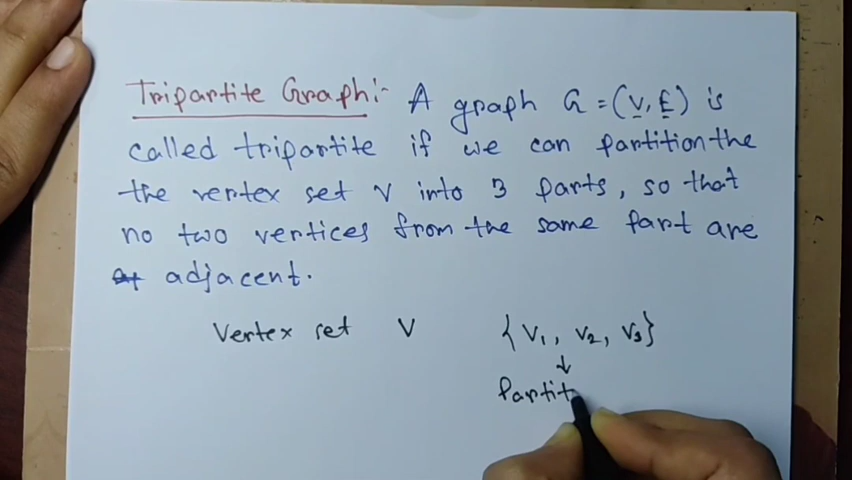 Tripartite Graph:- A graph G = (V, E) is
called tripartite if we can partition the
the vertex set V into 3 parts, so that
no two vertices from the same part are
adjacent.
Vertex set V {V₁, V₂, V₃}
↓
Partit